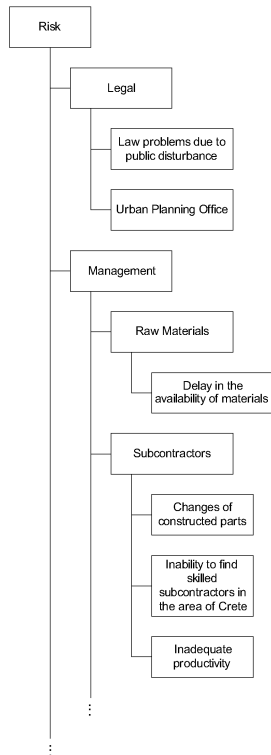 Risk
Legal
Law problems due to
public disturbance
Urban Planning Office
Management
Raw Materials
Delay in the
availability of materials
Subcontractors
Changes of
constructed parts
Inability to find
skilled
subcontractors in
the area of Crete
Inadequate
productivity
⋮
⋮